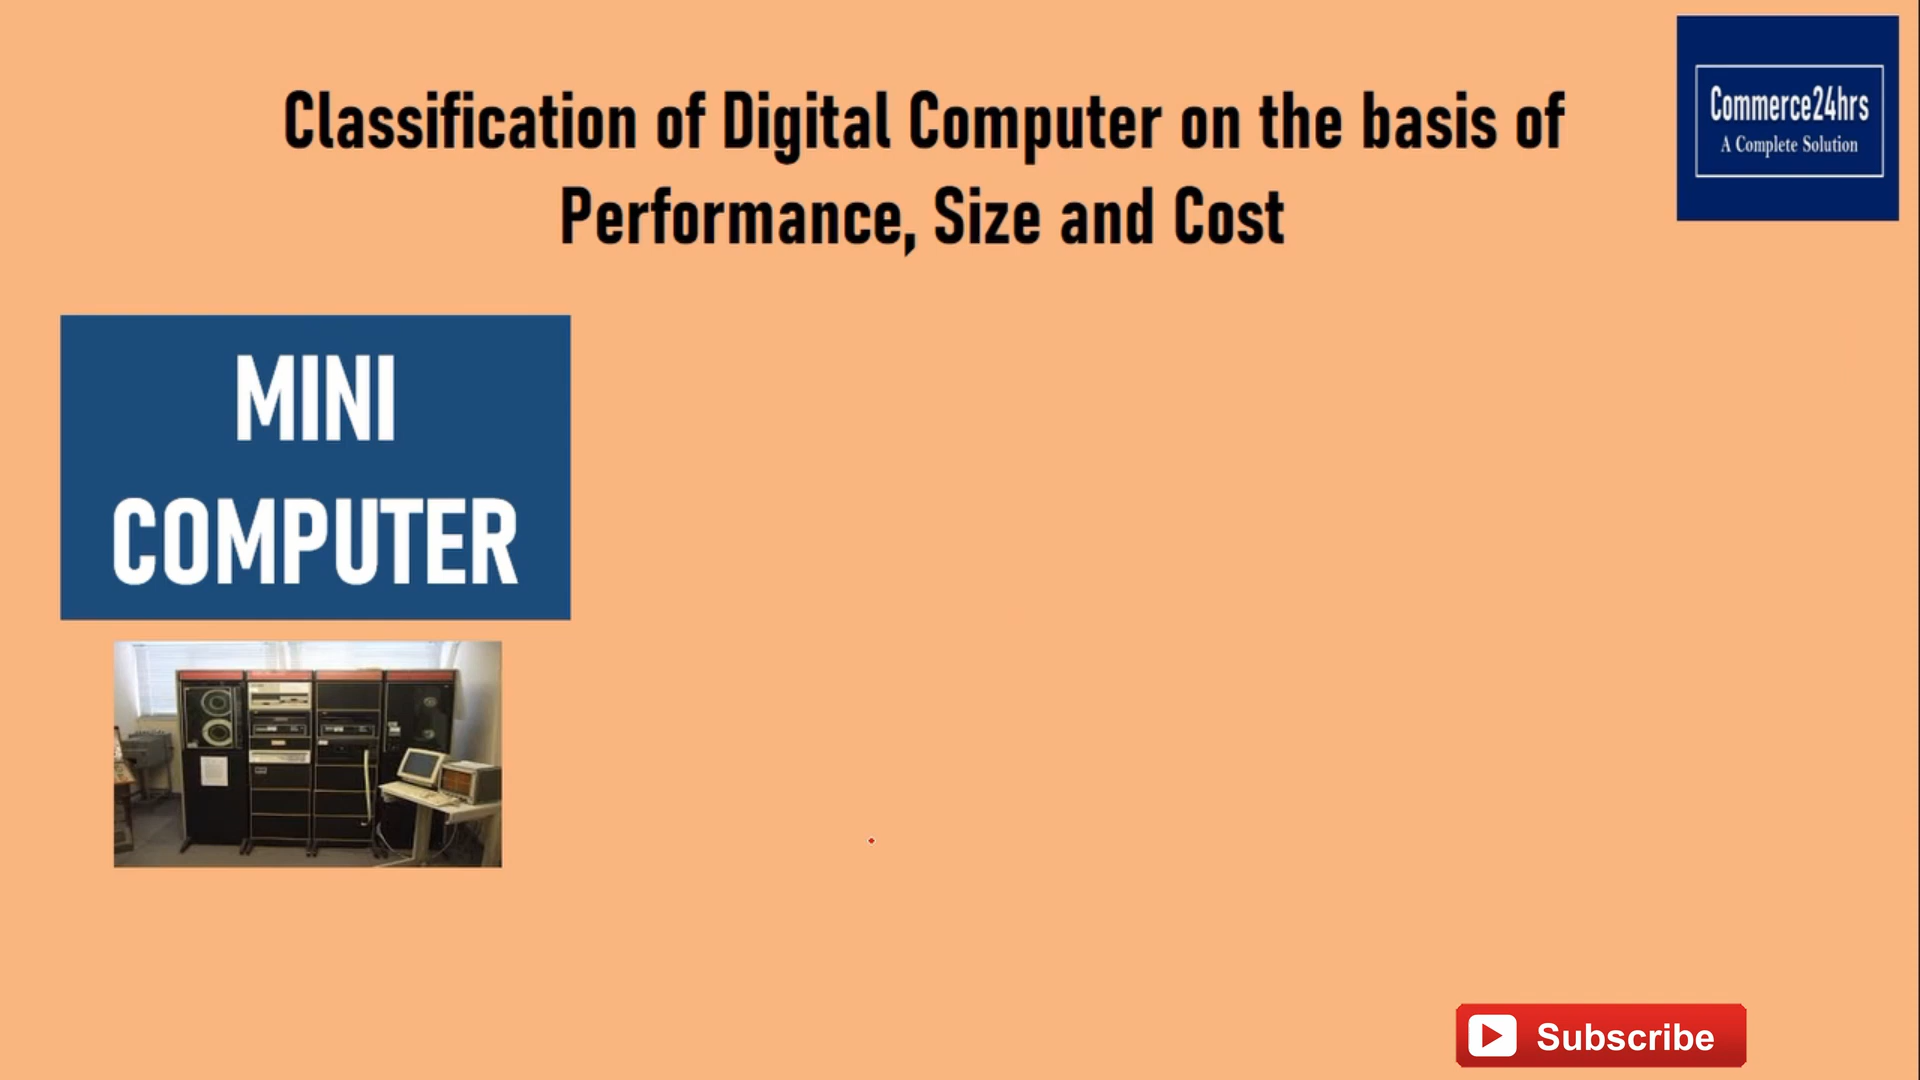 Classification of Digital Computer on the basis of
Performance, Size and Cost
Commerce24hrs
A Complete Solution
MINI
COMPUTER
Subscribe